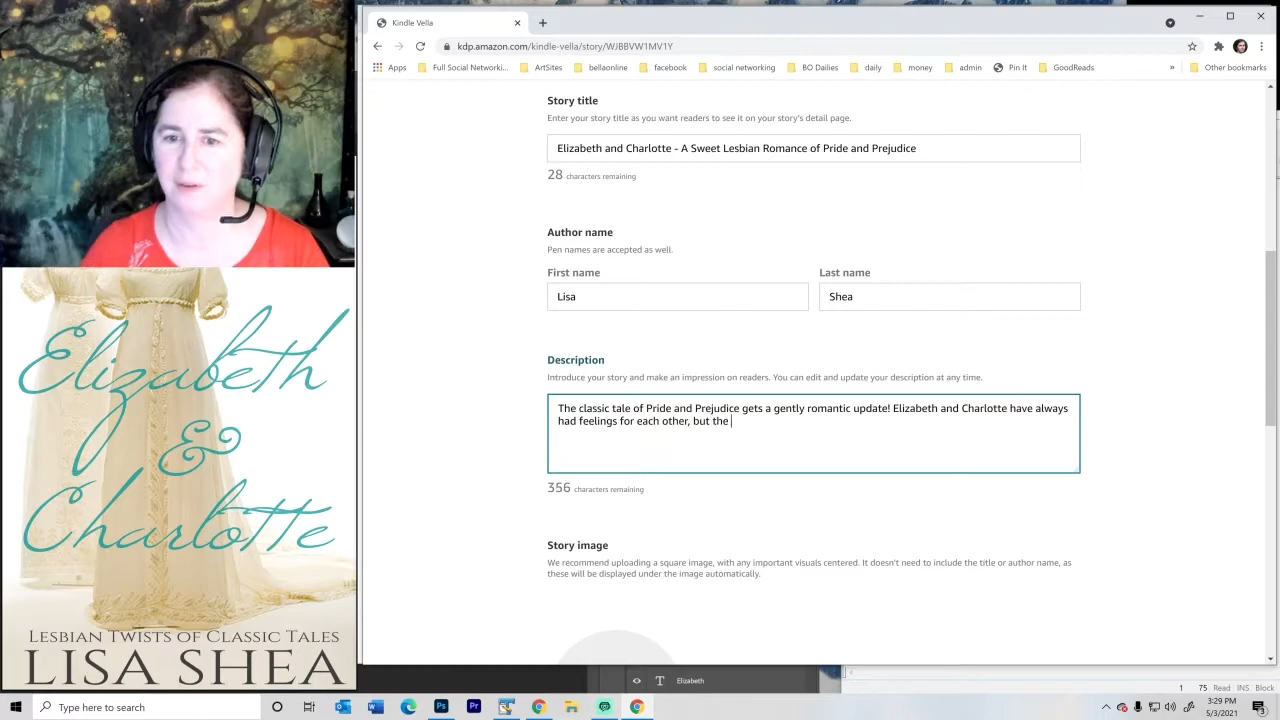 Kindle Vella
kdp.amazon.com/kindle-vella/story/WJBBVW1MV1Y
Apps
Full Social Networki...
ArtSites
bellaonline
facebook
social networking
BO Dailies
daily
money
admin
Pin It
GoodReads
»
Other bookmarks
Story title
Enter your story title as you want readers to see it on your story's detail page.
Elizabeth and Charlotte - A Sweet Lesbian Romance of Pride and Prejudice
28 characters remaining
Author name
Pen names are accepted as well.
First name
Last name
Lisa
Shea
Description
Introduce your story and make an impression on readers. You can edit and update your description at any time.
The classic tale of Pride and Prejudice gets a gently romantic update! Elizabeth and Charlotte have always
had feelings for each other, but the
356 characters remaining
Story image
We recommend uploading a square image, with any important visuals centered. It doesn't need to include the title or author name, as
these will be displayed under the image automatically.
Elizabeth
&
Charlotte
LESBIAN TWISTS OF CLASSIC TALES
LISA SHEA
T Elizabeth
1 75 Read INS Block
Type here to search
3:29 PM
5/3/2021